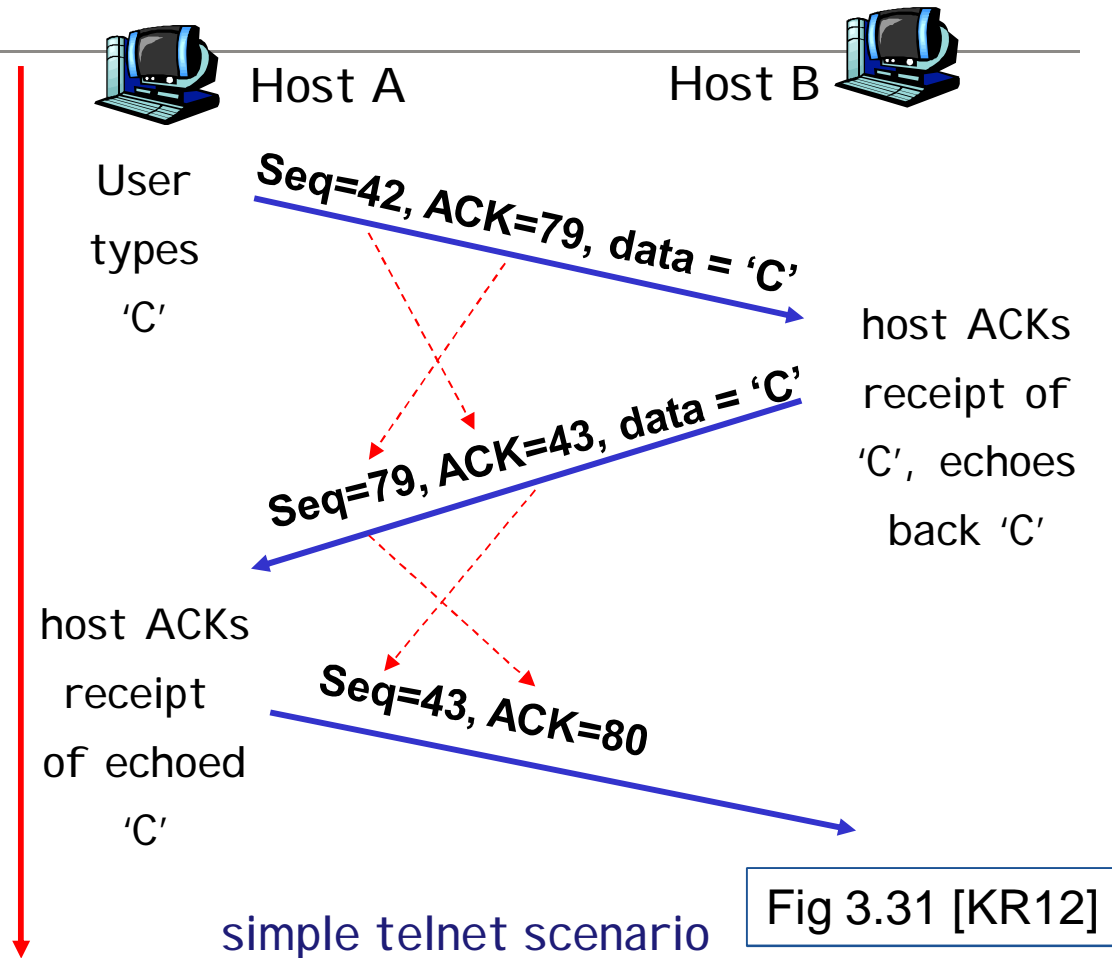 Host A
Host B
User
types
‘C’
Seq=42, ACK=79, data = ‘C’
host ACKs
receipt of
‘C’, echoes
back ‘C’
Seq=79, ACK=43, data = ‘C’
host ACKs
receipt
of echoed
‘C’
Seq=43, ACK=80
simple telnet scenario
Fig 3.31 [KR12]